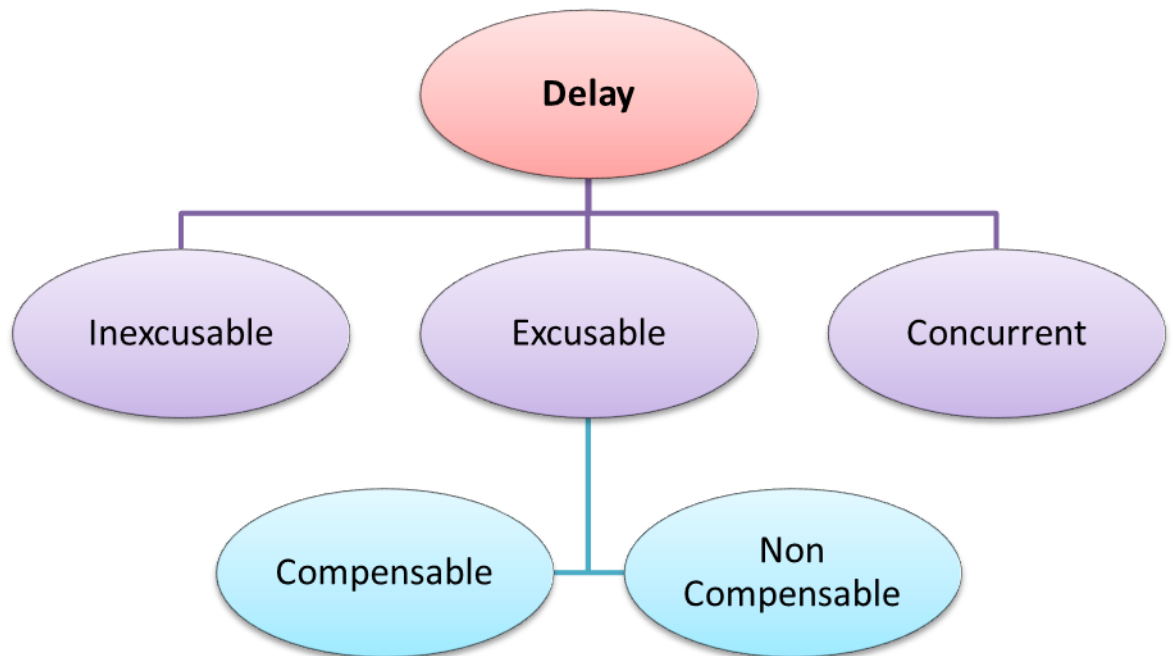 Delay
Inexcusable
Excusable
Concurrent
Compensable
Non
Compensable